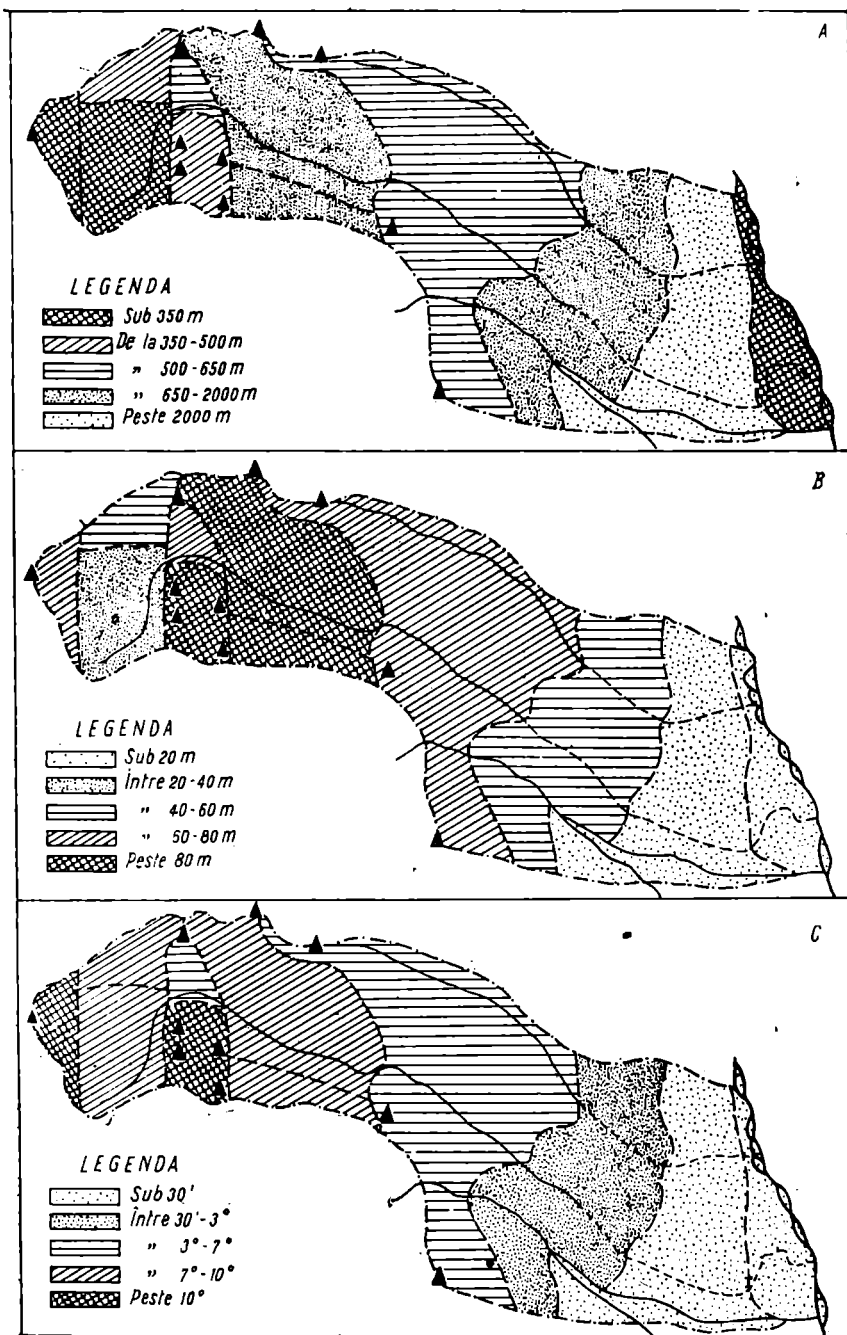 A
LEGENDA
Sub 350 m
De la 350-500 m
" 500-650 m
" 650-2000 m
Peste 2000 m
B
LEGENDA
Sub 20 m
Între 20-40 m
" 40-60 m
" 60-80 m
Peste 80 m
C
LEGENDA
Sub 30'
Între 30'-3°
" 3°-7°
" 7°-10°
Peste 10°